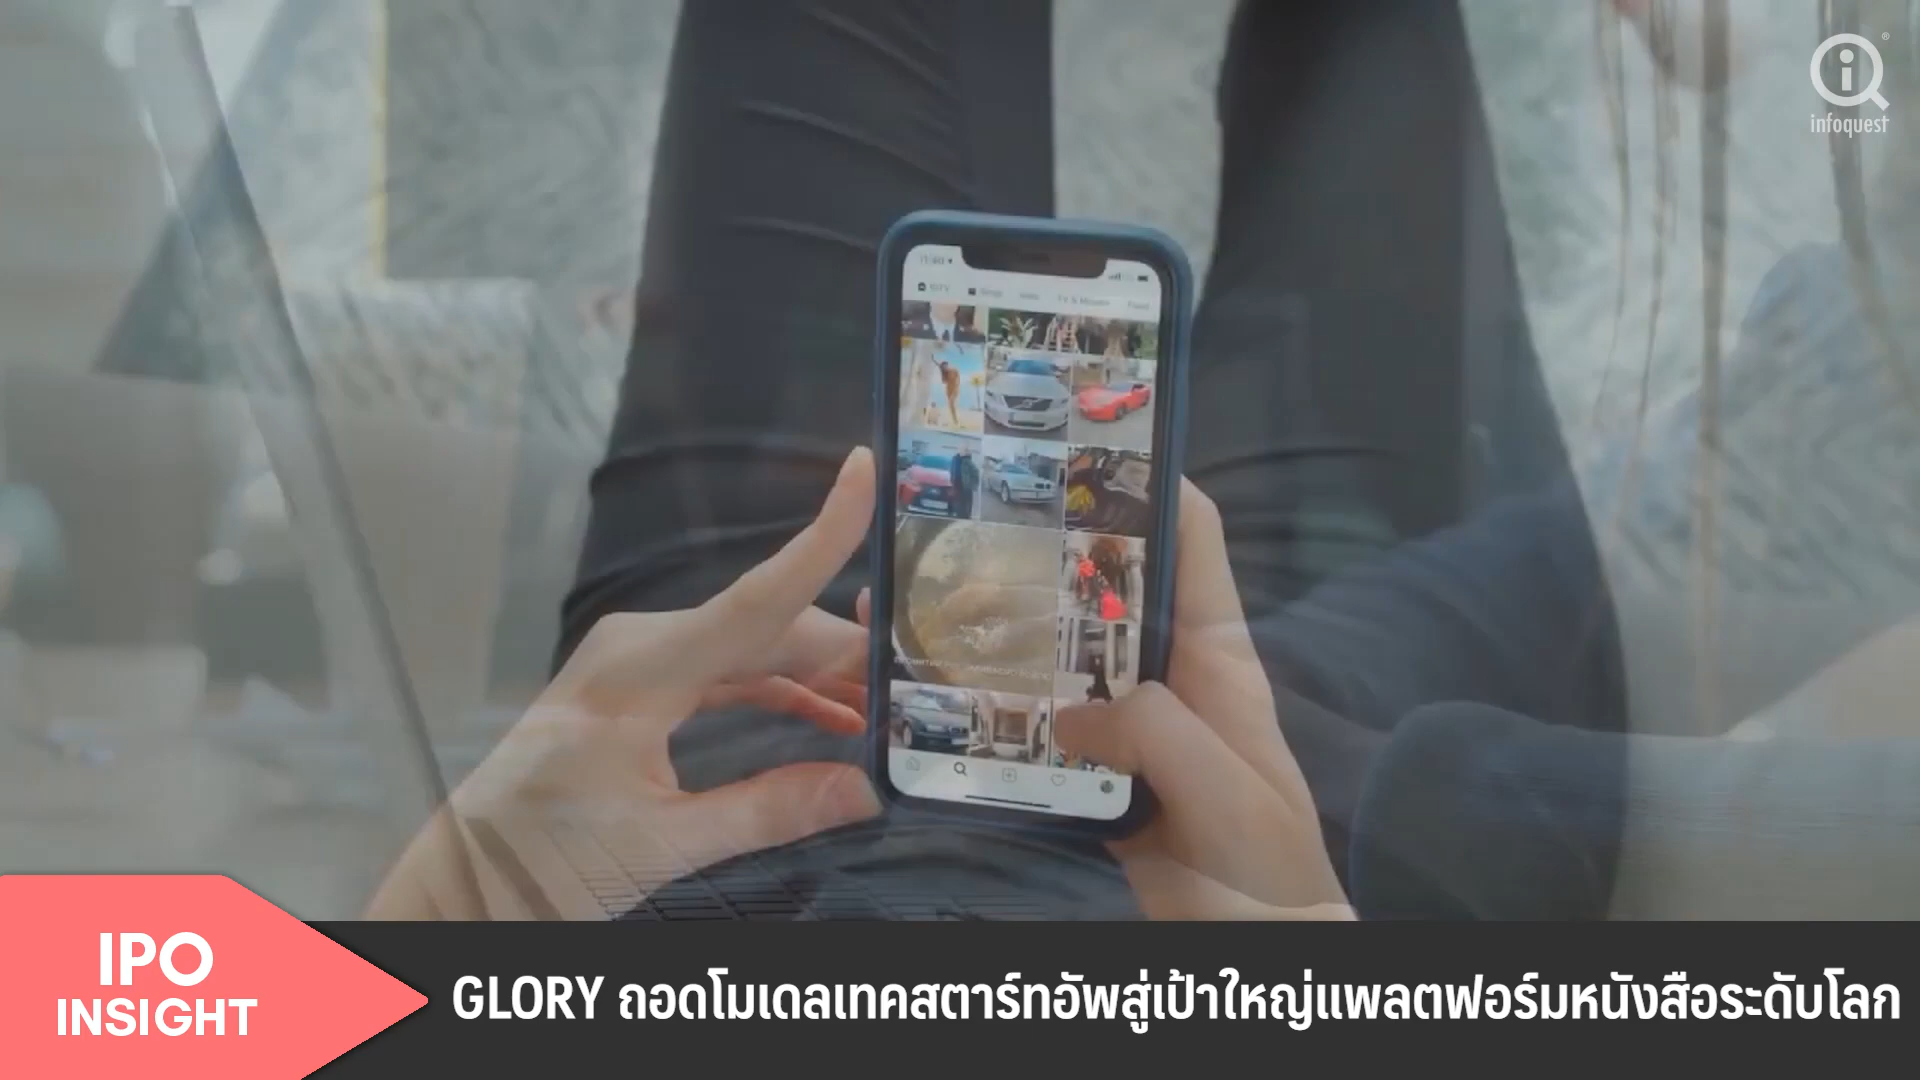 infoquest
IPO
INSIGHT
GLORY ถอดโมเดลเทคสตาร์ทอัพสู่เป้าใหญ่แพลตฟอร์มหนังสือระดับโลก